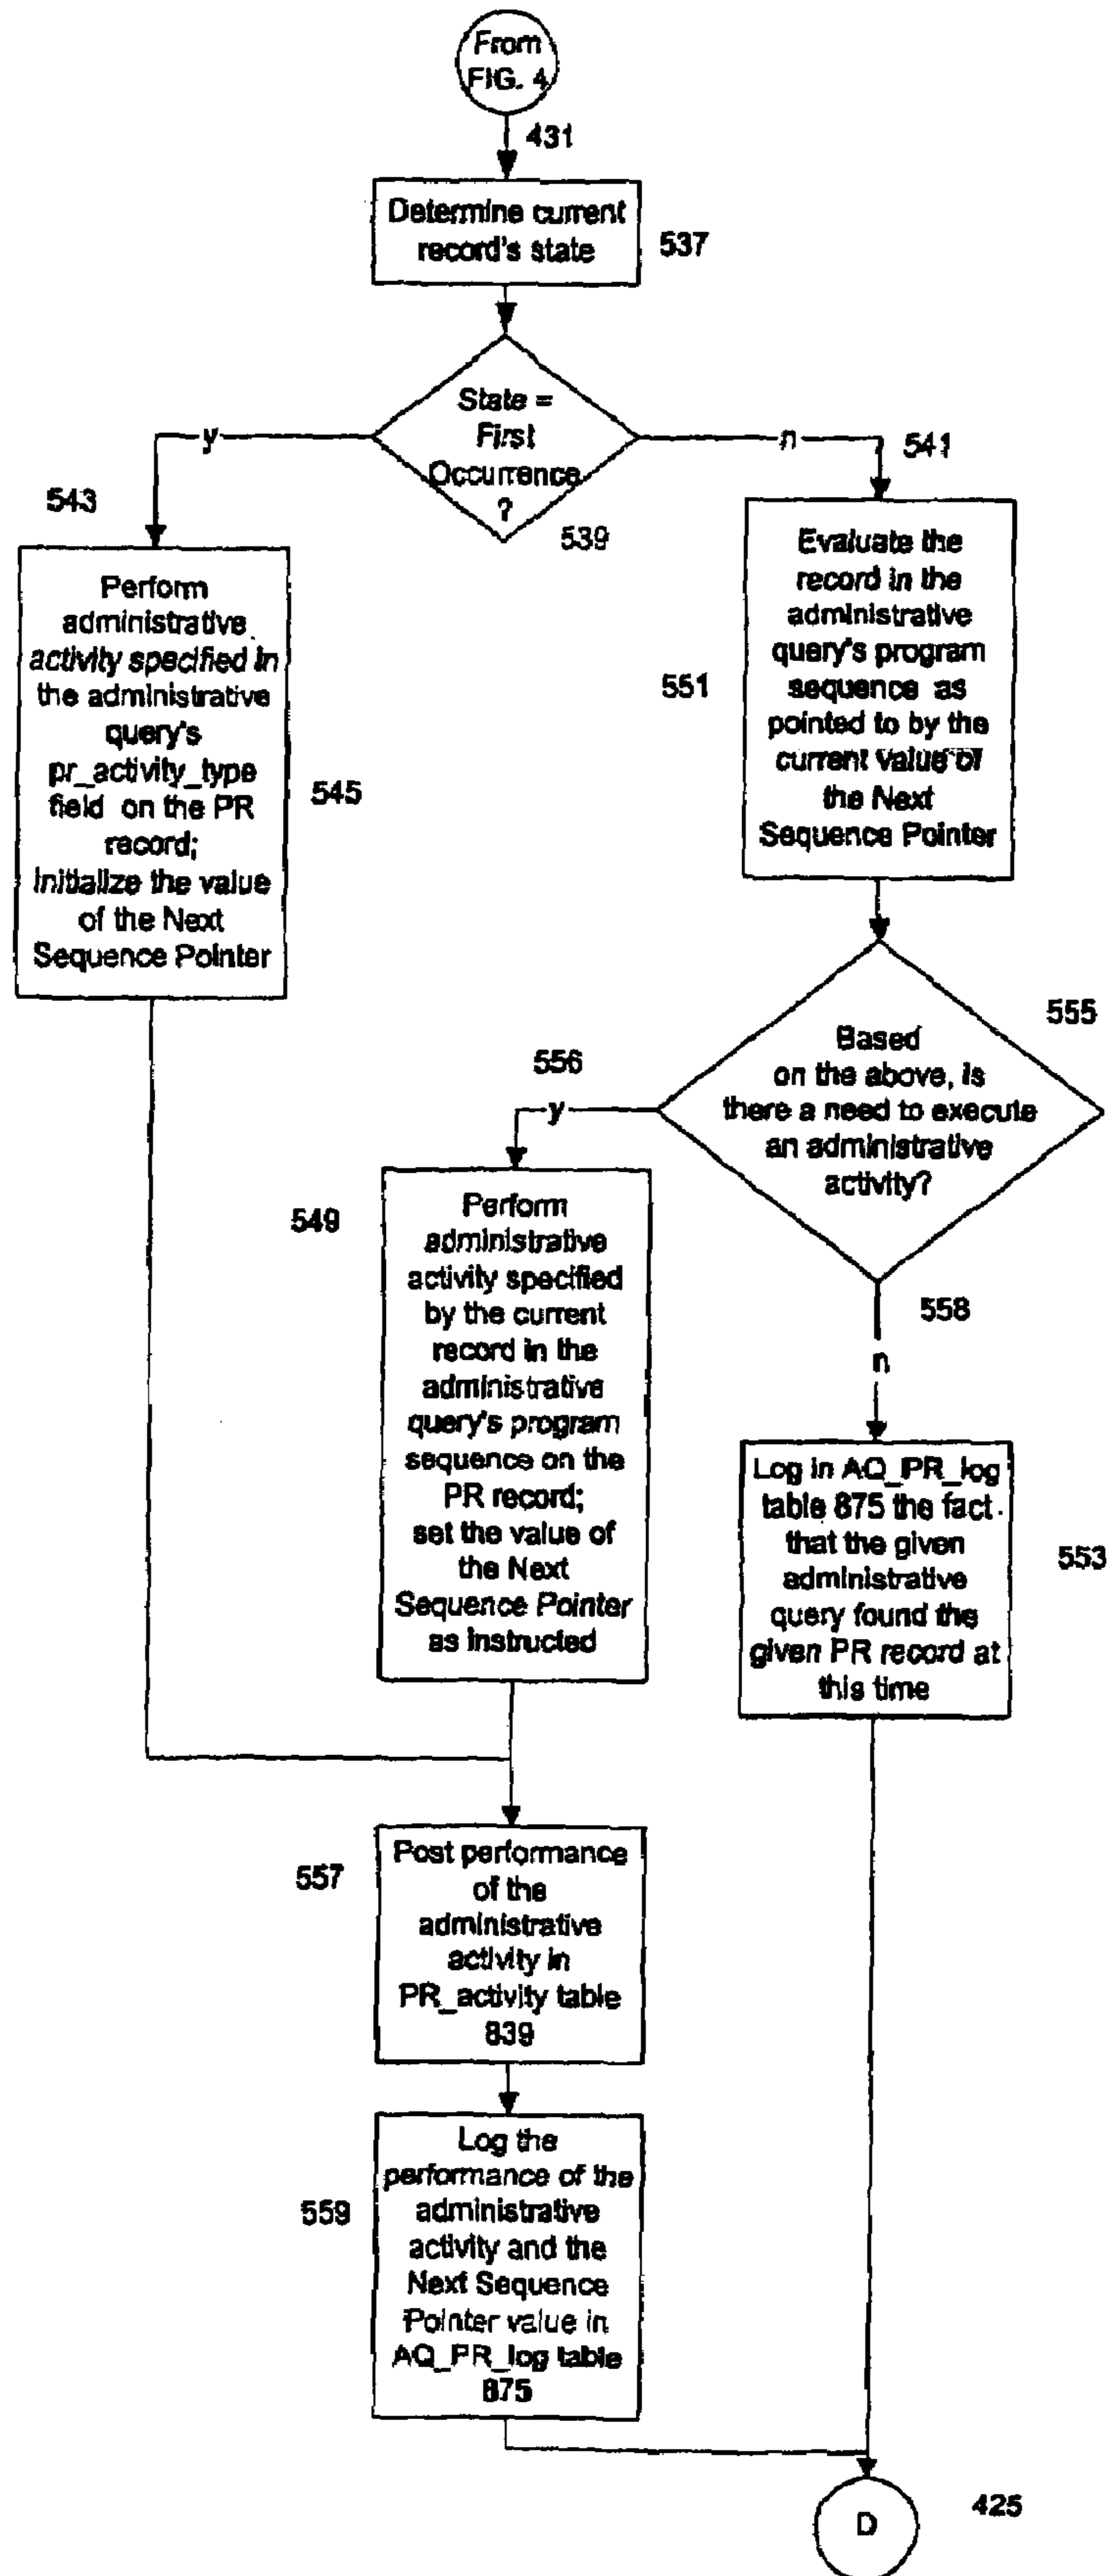 From
FIG. 4
431
Determine current
record's state
537
State =
First
Occurrence
?
539
y
n
541
543
Perform
administrative
activity specified in
the administrative
query's
pr_activity_type
field on the PR
record;
initialize the value
of the Next
Sequence Pointer
545
Evaluate the
record in the
administrative
query's program
sequence as
pointed to by the
current value of
the Next
Sequence Pointer
551
Based
on the above, is
there a need to execute
an administrative
activity?
555
556
y
558
n
549
Perform
administrative
activity specified
by the current
record in the
administrative
query's program
sequence on the
PR record;
set the value of
the Next
Sequence Pointer
as instructed
Log in AQ_PR_log
table 875 the fact
that the given
administrative
query found the
given PR record at
this time
553
557
Post performance
of the
administrative
activity in
PR_activity table
839
559
Log the
performance of the
administrative
activity and the
Next Sequence
Pointer value in
AQ_PR_log table
875
D
425